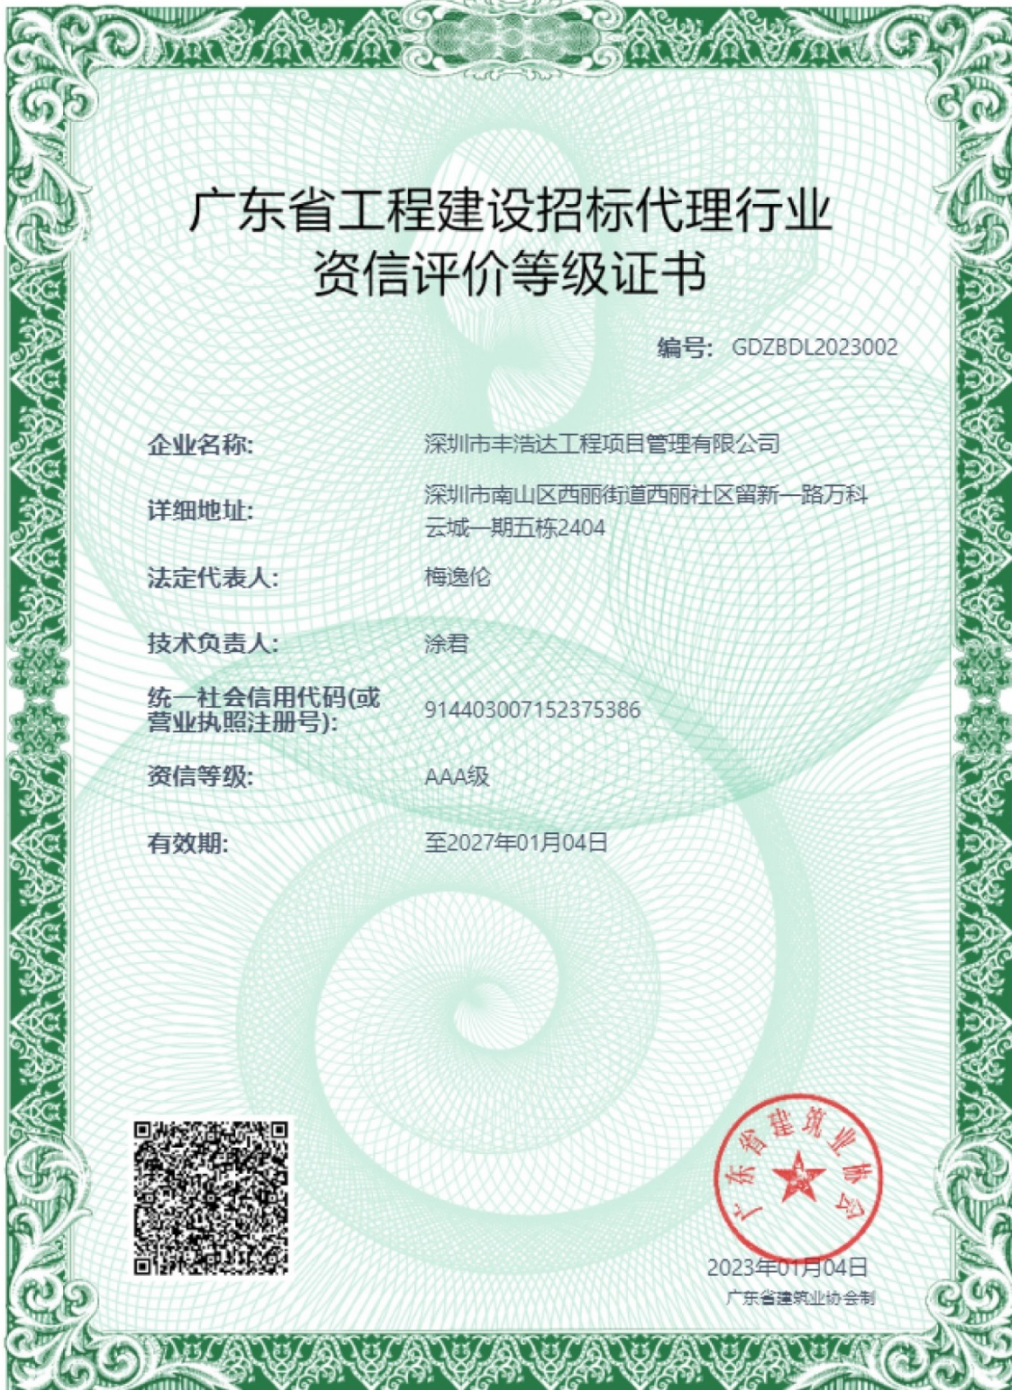 广东省工程建设招标代理行业
资信评价等级证书
编号: GDZBDL2023002
企业名称: 深圳市丰浩达工程项目管理有限公司
详细地址: 深圳市南山区西丽街道西丽社区留新一路万科
云城一期五栋2404
法定代表人: 梅逸伦
技术负责人: 涂君
统一社会信用代码(或
营业执照注册号): 914403007152375386
资信等级: AAA级
有效期: 至2027年01月04日
广东省建筑业协会
2023年01月04日
广东省建筑业协会制